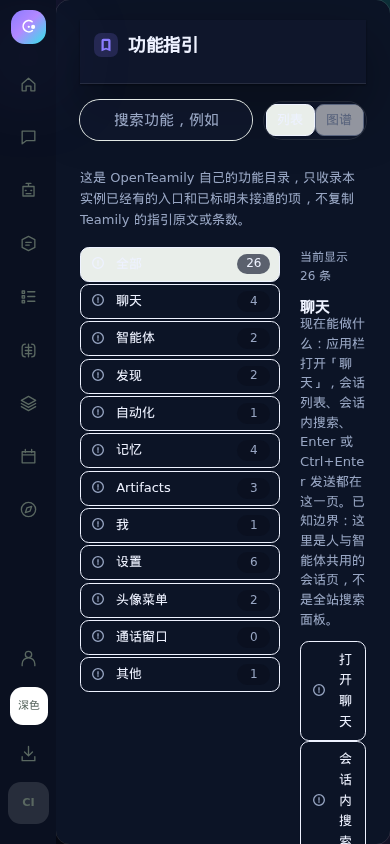 功能指引
搜索功能，例如
图谱
这是 OpenTeamily 自己的功能目录，只收录本
实例已经有的入口和已标明未接通的项，不复制
Teamily 的指引原文或条数。
全部 26
聊天 4
智能体 2
发现 2
自动化 1
记忆 4
Artifacts 3
我 1
设置 6
头像菜单 2
通话窗口 0
其他 1
当前显示
26 条
聊天
现在能做什
么：应用栏
打开「聊
天」，会话
列表、会话
内搜索、
Enter 或
Ctrl+Ente
r 发送都在
这一页。已
知边界：这
里是人与智
能体共用的
会话页，不
是全站搜索
面板。
打
开
聊
天
会
话
内
搜
索
深色
CI